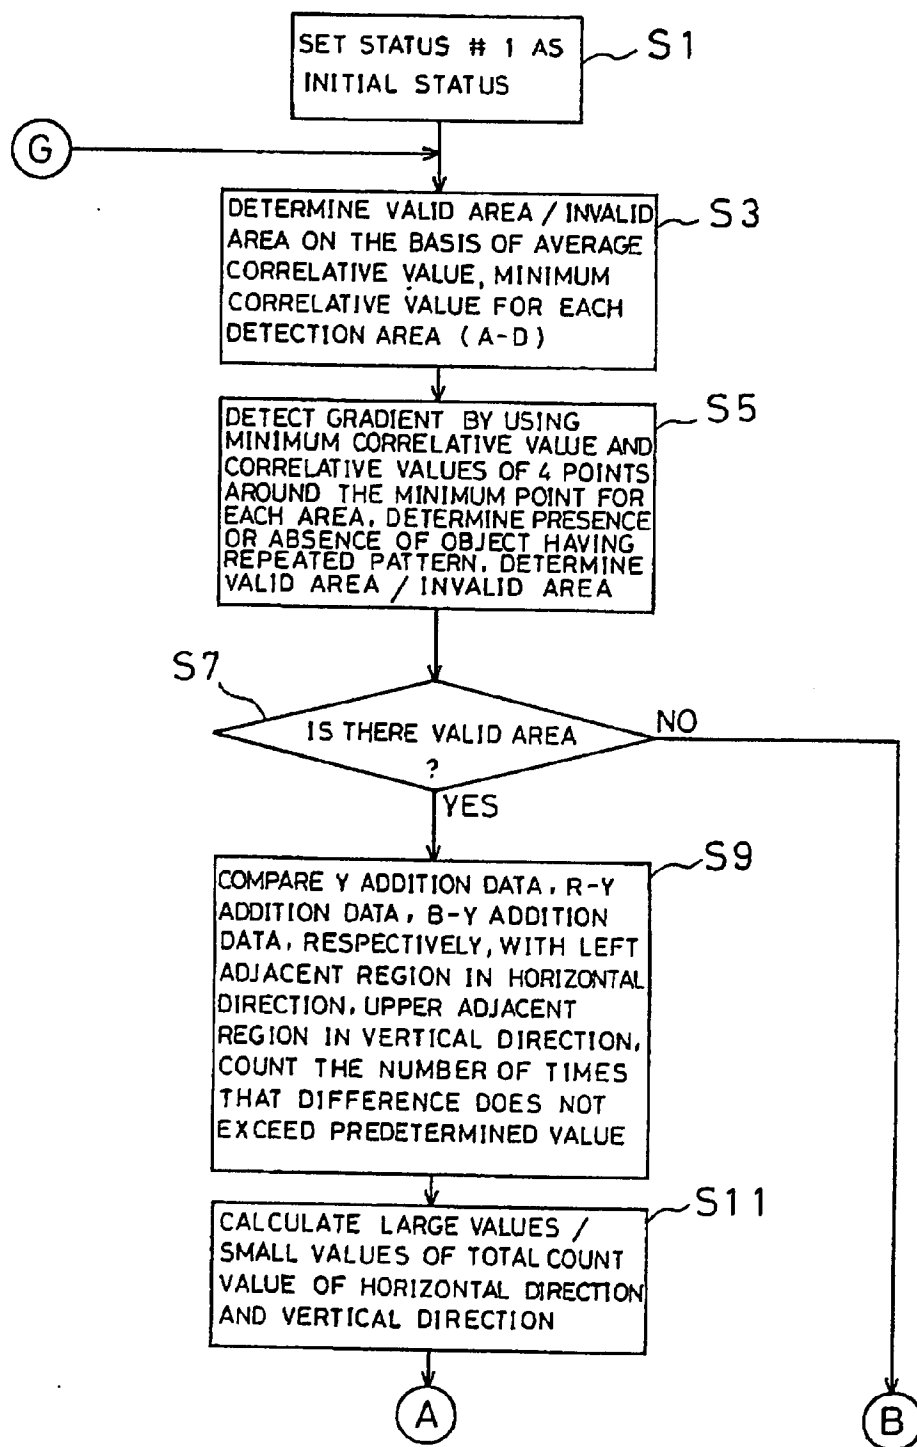 SET STATUS # 1 AS
INITIAL STATUS
S1
G
DETERMINE VALID AREA / INVALID
AREA ON THE BASIS OF AVERAGE
CORRELATIVE VALUE, MINIMUM
CORRELATIVE VALUE FOR EACH
DETECTION AREA (A-D)
S3
DETECT GRADIENT BY USING
MINIMUM CORRELATIVE VALUE AND
CORRELATIVE VALUES OF 4 POINTS
AROUND THE MINIMUM POINT FOR
EACH AREA. DETERMINE PRESENCE
OR ABSENCE OF OBJECT HAVING
REPEATED PATTERN. DETERMINE
VALID AREA / INVALID AREA
S5
S7
IS THERE VALID AREA
?
NO
YES
COMPARE Y ADDITION DATA, R-Y
ADDITION DATA, B-Y ADDITION
DATA, RESPECTIVELY, WITH LEFT
ADJACENT REGION IN HORIZONTAL
DIRECTION, UPPER ADJACENT
REGION IN VERTICAL DIRECTION,
COUNT THE NUMBER OF TIMES
THAT DIFFERENCE DOES NOT
EXCEED PREDETERMINED VALUE
S9
CALCULATE LARGE VALUES /
SMALL VALUES OF TOTAL COUNT
VALUE OF HORIZONTAL DIRECTION
AND VERTICAL DIRECTION
S11
A
B